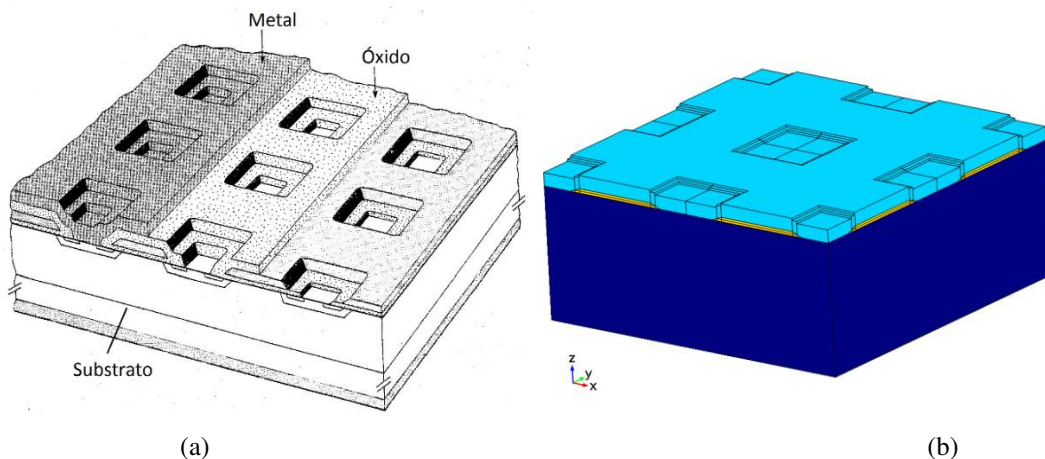 Metal
Óxido
Substrato
z
y
x
(a)
(b)